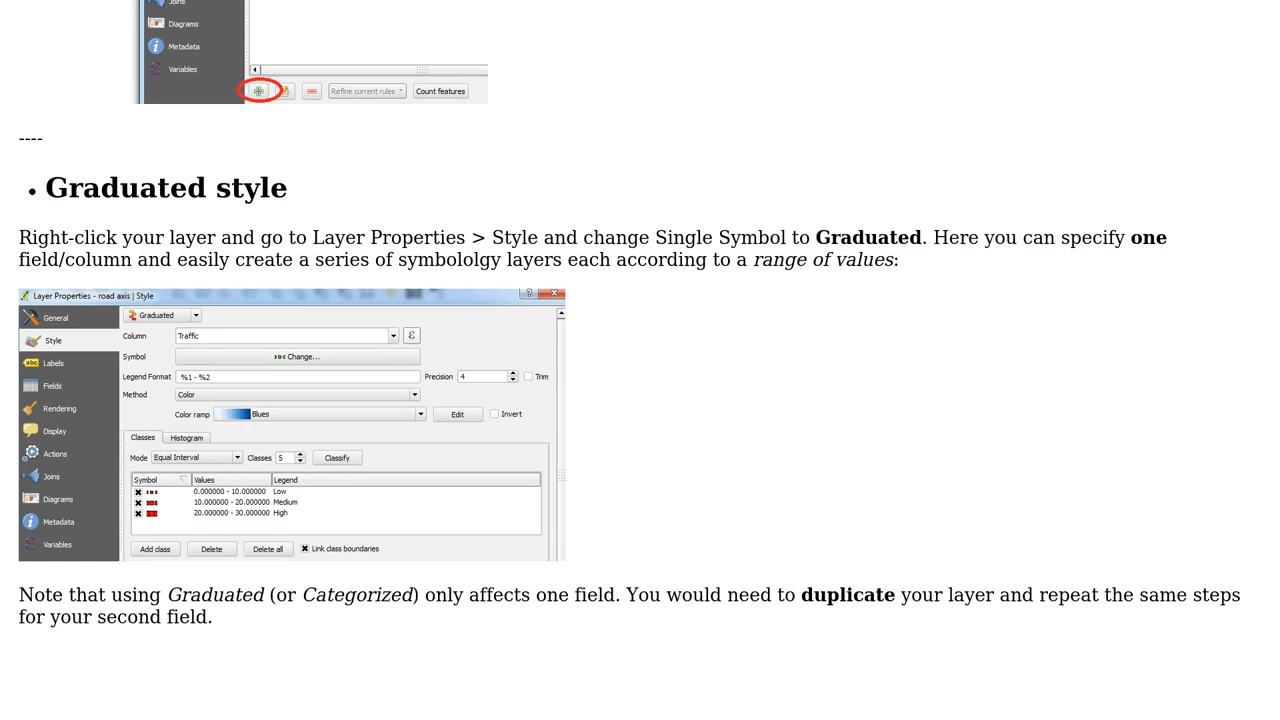 Joins
Diagrams
Metadata
Variables
Refine current rules
Count features
----
• Graduated style
Right-click your layer and go to Layer Properties > Style and change Single Symbol to Graduated. Here you can specify one
field/column and easily create a series of symbololgy layers each according to a range of values:
Layer Properties - road axis | Style
?
General
Style
Labels
Fields
Rendering
Display
Actions
Joins
Diagrams
Metadata
Variables
Graduated
Column Traffic ε
Symbol Change...
Legend Format %1 - %2 Precision 4 Trim
Method Color
Color ramp Blues Edit Invert
Classes Histogram
Mode Equal Interval Classes 5 Classify
Symbol Values Legend
0.000000 - 10.000000 Low
10.000000 - 20.000000 Medium
20.000000 - 30.000000 High
Add class Delete Delete all Link class boundaries
Note that using Graduated (or Categorized) only affects one field. You would need to duplicate your layer and repeat the same steps
for your second field.